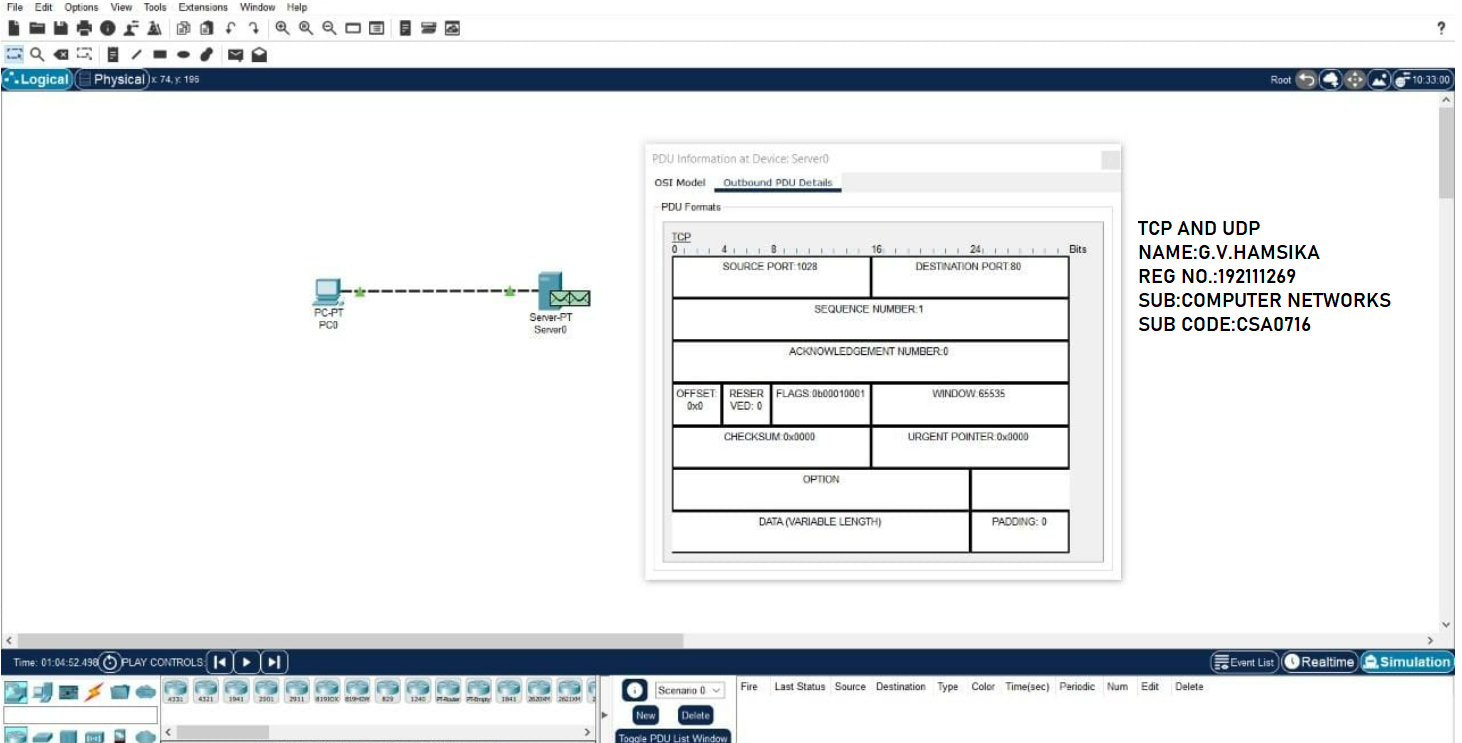 File Edit Options View Tools Extensions Window Help
?
Logical Physical x: 74, y: 196 Root 10:33:00
PDU Information at Device: Server0
OSI Model Outbound PDU Details
PDU Formats
TCP
0 4 8 16 24 Bits
SOURCE PORT:1028 DESTINATION PORT:80
SEQUENCE NUMBER:1
ACKNOWLEDGEMENT NUMBER:0
OFFSET: 0x0 RESERVED: 0 FLAGS:0b00010001 WINDOW:65535
CHECKSUM:0x0000 URGENT POINTER:0x0000
OPTION
DATA (VARIABLE LENGTH) PADDING: 0
PC-PT
PC0
Server-PT
Server0
TCP AND UDP
NAME:G.V.HAMSIKA
REG NO.:192111269
SUB:COMPUTER NETWORKS
SUB CODE:CSA0716
Time: 01:04:52.498 PLAY CONTROLS: Event List Realtime Simulation
4331 4321 1941 2901 2911 819IOX 819HGW 829 1240 PT-Router PT-Empty 1841 2620XM 2621XM 2
Scenario 0
New Delete
Toggle PDU List Window
Fire Last Status Source Destination Type Color Time(sec) Periodic Num Edit Delete